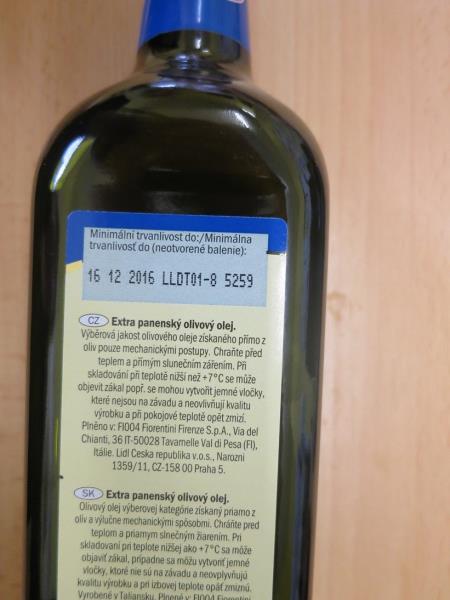 Minimální trvanlivost do:/Minimálna
trvanlivosť do (neotvorené balenie):
16 12 2016 LLDT01-8 5259
CZ Extra panenský olivový olej.
Výběrová jakost olivového oleje získaného přímo z
oliv pouze mechanickými postupy. Chraňte před
teplem a přímým slunečním zářením. Při
skladování při teplotě nižší než +7°C se může
objevit zákal popř. se mohou vytvořit jemné vločky,
které nejsou na závadu a neovlivňují kvalitu
výrobku a při pokojové teplotě opět zmizí.
Plněno v: FI004 Fiorentini Firenze S.p.A., Via del
Chianti, 36 IT-50028 Tavarnelle Val di Pesa (FI),
Itálie. Lidl Ceska republika v.o.s., Narozni
1359/11, CZ-158 00 Praha 5.
SK Extra panenský olivový olej.
Olivový olej výberovej kategórie získaný priamo z
olív a výlučne mechanickými spôsobmi. Chráňte pred
teplom a priamym slnečným žiarením. Pri
skladovaní pri teplote nižšej ako +7°C sa môže
objaviť zákal, prípadne sa môžu vytvoriť jemné
vločky, ktoré nie sú na závadu a neovplyvňujú
kvalitu výrobku a pri izbovej teplote opäť zmiznú.
Vyrobené v Taliansku. Plnené v: FI004 Fiorentini